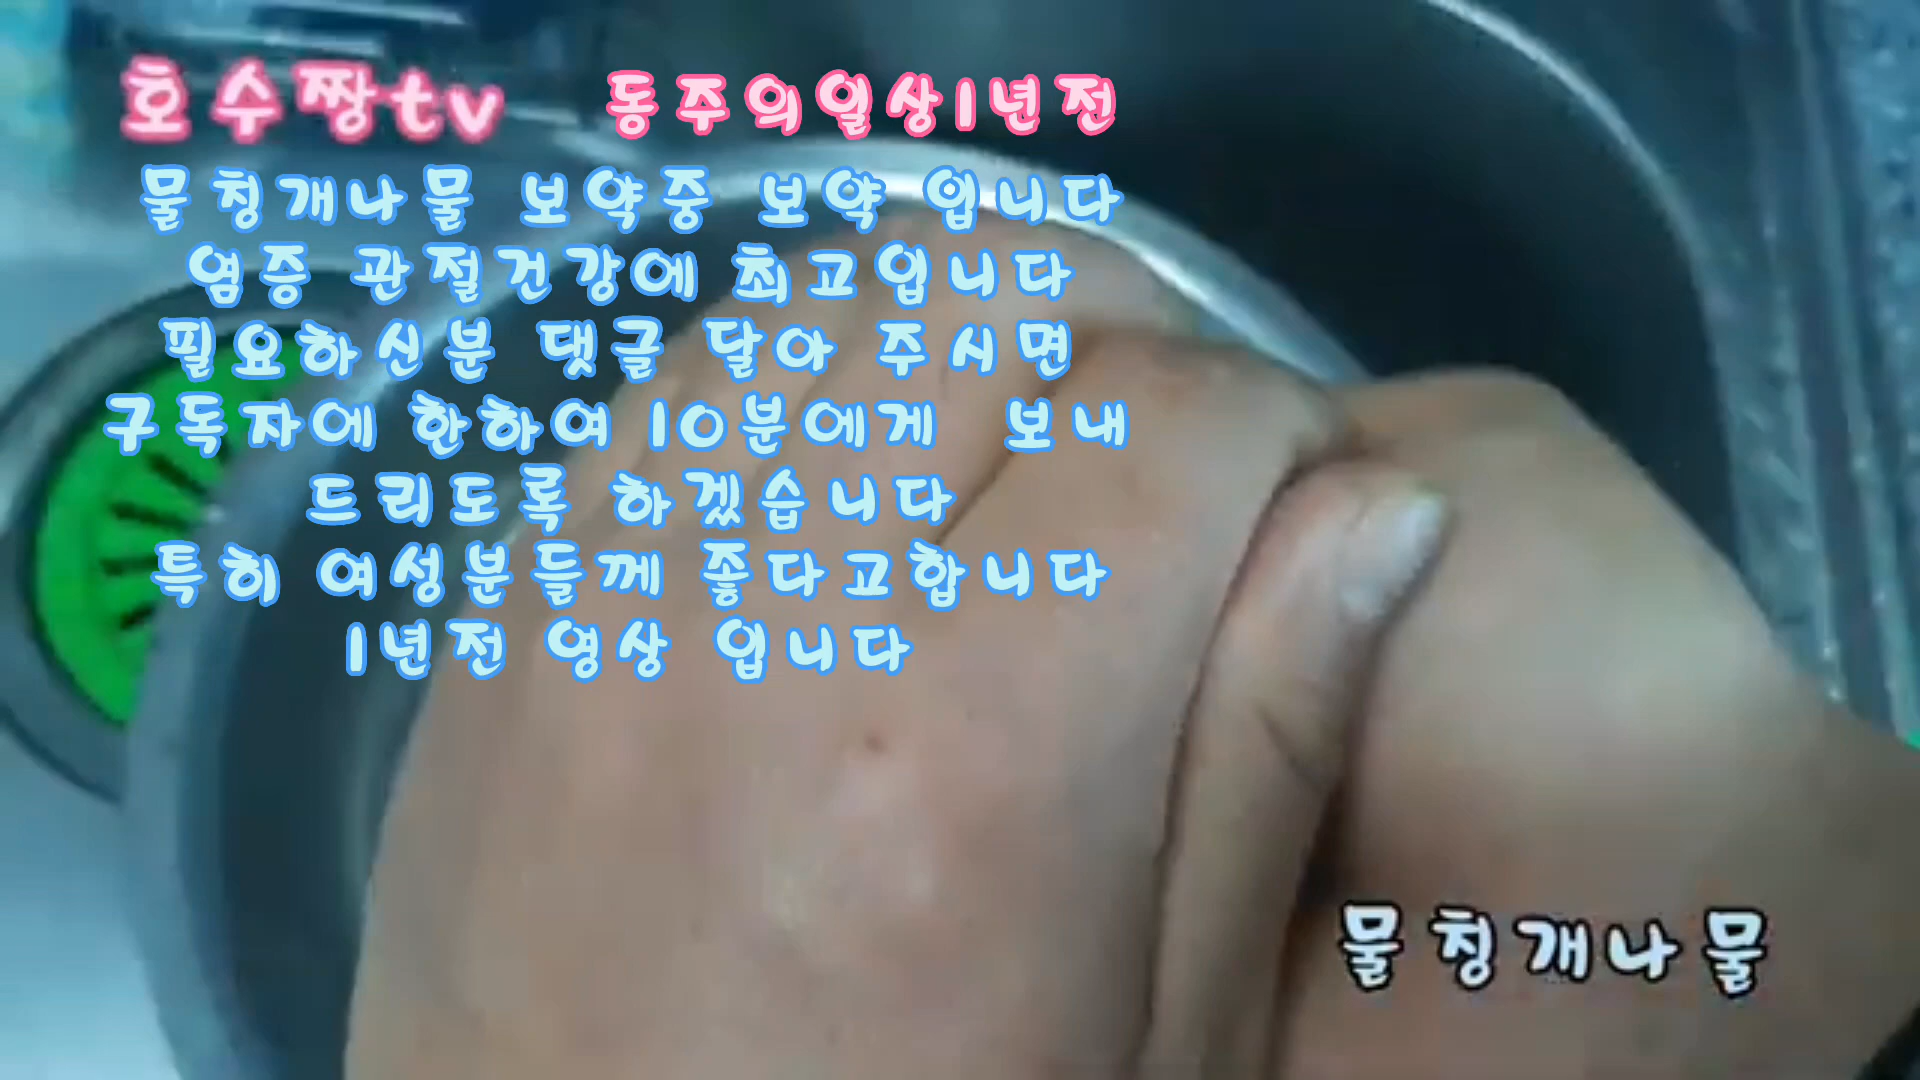 호수짱tv 동주의일상1년전
물칭개나물 보약중 보약 입니다
염증 관절건강에 최고입니다
필요하신분 댓글 달아 주시면
구독자에 한하여 10분에게 보내
드리도록 하겠습니다
특히 여성분들께 좋다고합니다
1년전 영상 입니다
물칭개나물